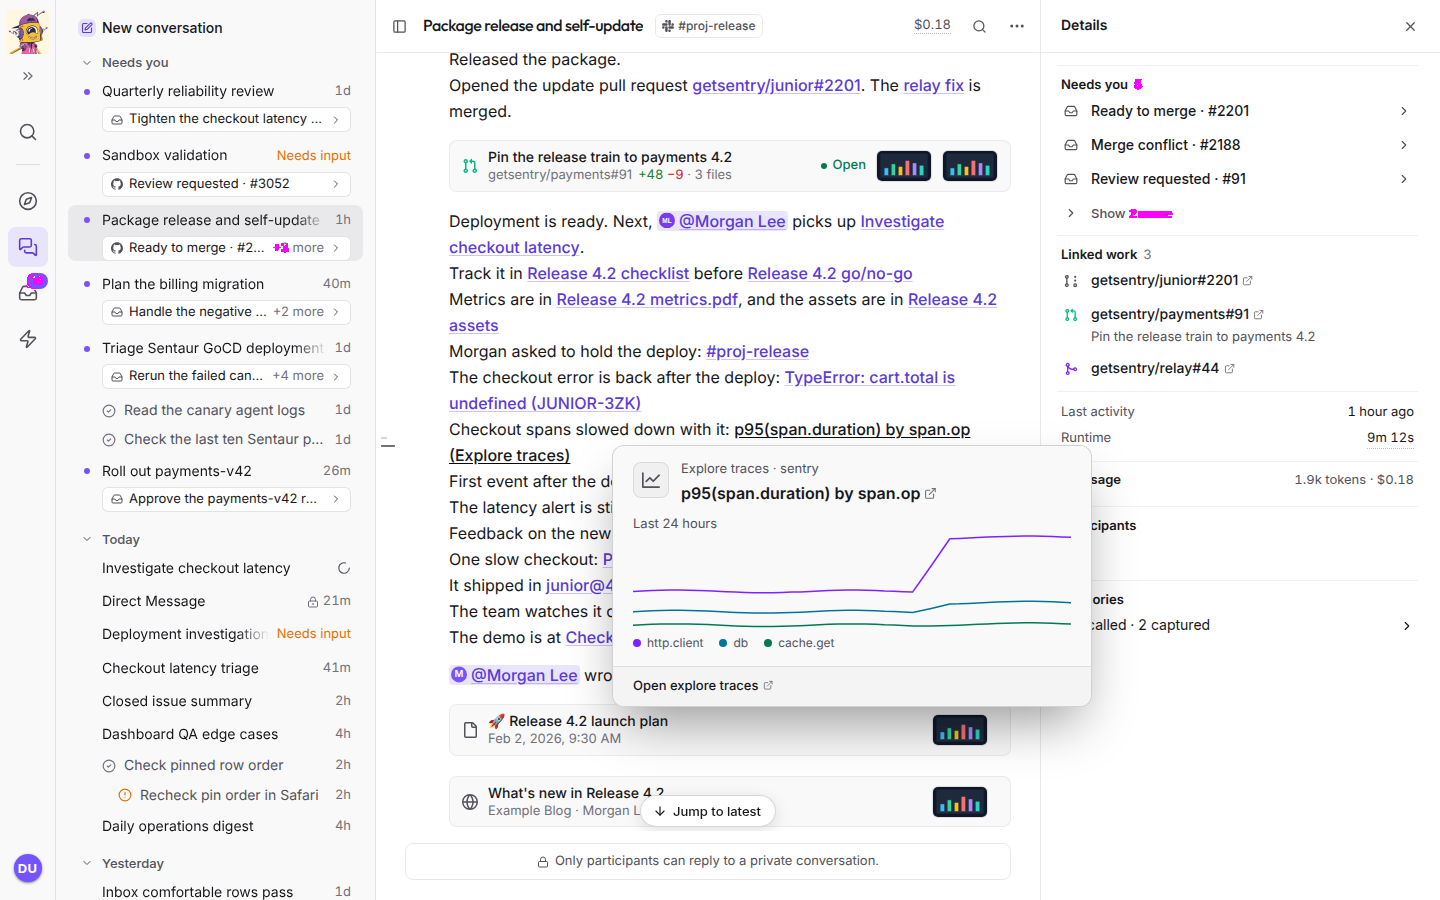 New conversation
Needs you
Quarterly reliability review 1d
Tighten the checkout latency ...
Sandbox validation Needs input
Review requested · #3052
Package release and self-update 1h
Ready to merge · #2... more
Plan the billing migration 40m
Handle the negative ... +2 more
Triage Sentaur GoCD deployment 1d
Rerun the failed can... +4 more
Read the canary agent logs 1d
Check the last ten Sentaur p... 1d
Roll out payments-v42 26m
Approve the payments-v42 r...
Today
Investigate checkout latency
Direct Message 21m
Deployment investigation Needs input
Checkout latency triage 41m
Closed issue summary 2h
Dashboard QA edge cases 4h
Check pinned row order 2h
Recheck pin order in Safari 2h
Daily operations digest 4h
Yesterday
Inbox comfortable rows pass 1d
DU
Package release and self-update #proj-release $0.18
Released the package.
Opened the update pull request getsentry/junior#2201. The relay fix is
merged.
Pin the release train to payments 4.2
getsentry/payments#91 +48 −9 · 3 files
Open
Deployment is ready. Next, ML @Morgan Lee picks up Investigate
checkout latency.
Track it in Release 4.2 checklist before Release 4.2 go/no-go
Metrics are in Release 4.2 metrics.pdf, and the assets are in Release 4.2
assets
Morgan asked to hold the deploy: #proj-release
The checkout error is back after the deploy: TypeError: cart.total is
undefined (JUNIOR-3ZK)
Checkout spans slowed down with it: p95(span.duration) by span.op
(Explore traces)
First event after the de
The latency alert is sti
Feedback on the new
One slow checkout: P
It shipped in junior@4
The team watches it o
The demo is at Check
M @Morgan Lee wro
Explore traces · sentry
p95(span.duration) by span.op
Last 24 hours
http.client db cache.get
Open explore traces
🚀 Release 4.2 launch plan
Feb 2, 2026, 9:30 AM
What's new in Release 4.2
Example Blog · Morgan L
Jump to latest
Only participants can reply to a private conversation.
Details
Needs you
Ready to merge · #2201
Merge conflict · #2188
Review requested · #91
Show
Linked work 3
getsentry/junior#2201
getsentry/payments#91
Pin the release train to payments 4.2
getsentry/relay#44
Last activity 1 hour ago
Runtime 9m 12s
sage 1.9k tokens · $0.18
cipants
ories
called · 2 captured